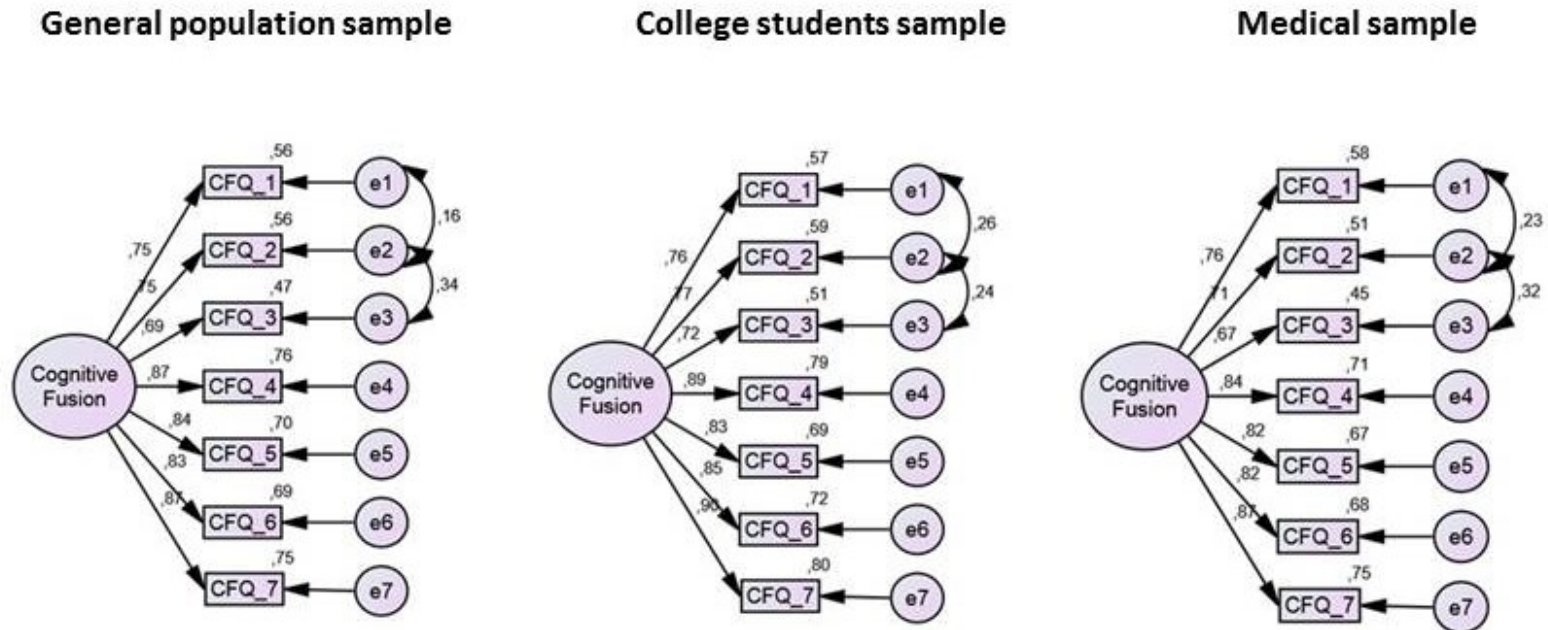 General population sample
,56
CFQ_1
e1
,16
,75
,56
CFQ_2
e2
,34
,75
,47
CFQ_3
e3
,69
,76
CFQ_4
e4
,87
Cognitive
Fusion
,70
CFQ_5
e5
,84
,69
CFQ_6
e6
,83
,75
CFQ_7
e7
,87
College students sample
,57
CFQ_1
e1
,26
,76
,59
CFQ_2
e2
,24
,77
,51
CFQ_3
e3
,72
,79
CFQ_4
e4
,89
Cognitive
Fusion
,69
CFQ_5
e5
,83
,72
CFQ_6
e6
,85
,80
CFQ_7
e7
,90
Medical sample
,58
CFQ_1
e1
,23
,76
,51
CFQ_2
e2
,32
,71
,45
CFQ_3
e3
,67
,71
CFQ_4
e4
,84
Cognitive
Fusion
,67
CFQ_5
e5
,82
,68
CFQ_6
e6
,82
,75
CFQ_7
e7
,87